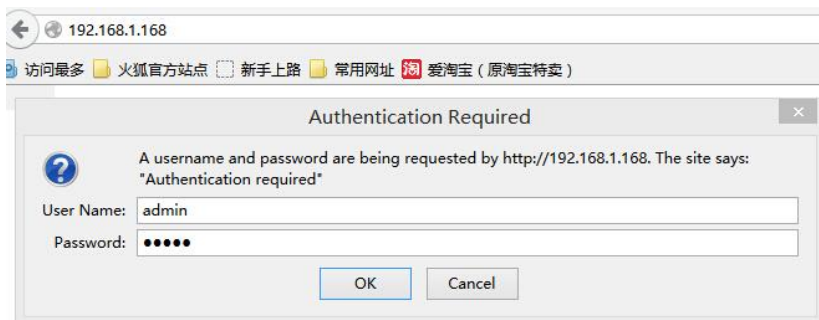 192.168.1.168
访问最多 火狐官方站点 新手上路 常用网址 淘 爱淘宝（原淘宝特卖）
Authentication Required
A username and password are being requested by http://192.168.1.168. The site says:
"Authentication required"
User Name: admin
Password: •••••
OK Cancel